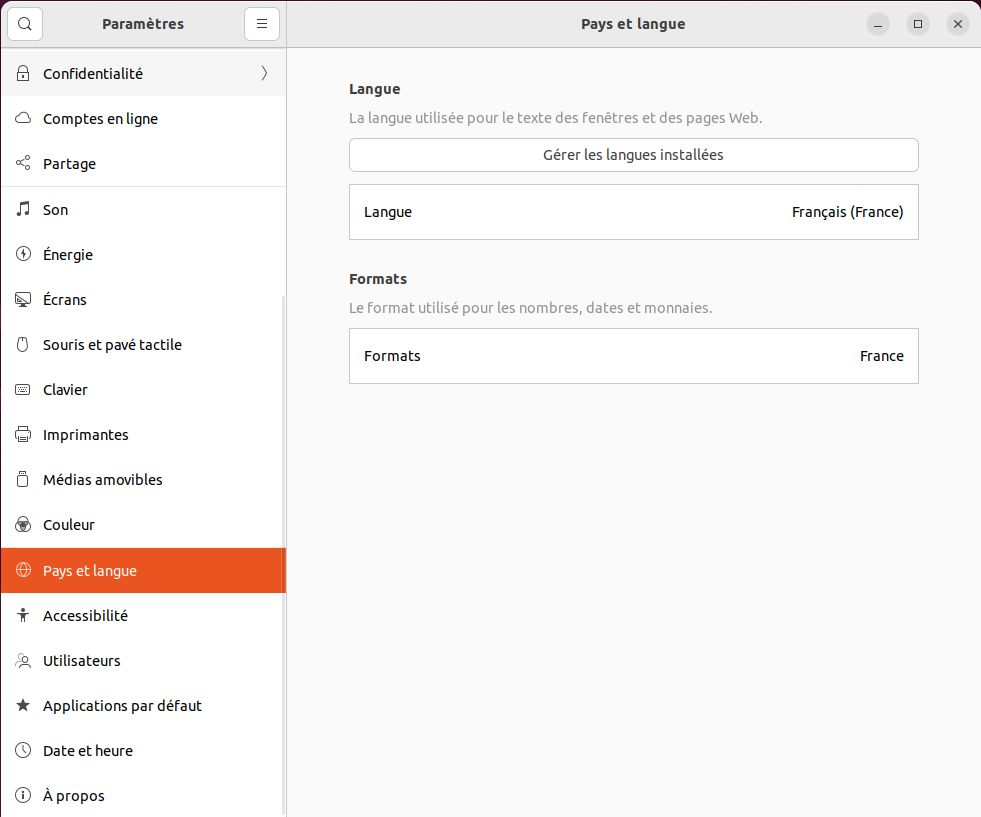 Paramètres
Pays et langue
Confidentialité
Comptes en ligne
Partage
Son
Énergie
Écrans
Souris et pavé tactile
Clavier
Imprimantes
Médias amovibles
Couleur
Pays et langue
Accessibilité
Utilisateurs
Applications par défaut
Date et heure
À propos
Langue
La langue utilisée pour le texte des fenêtres et des pages Web.
Gérer les langues installées
Langue Français (France)
Formats
Le format utilisé pour les nombres, dates et monnaies.
Formats France